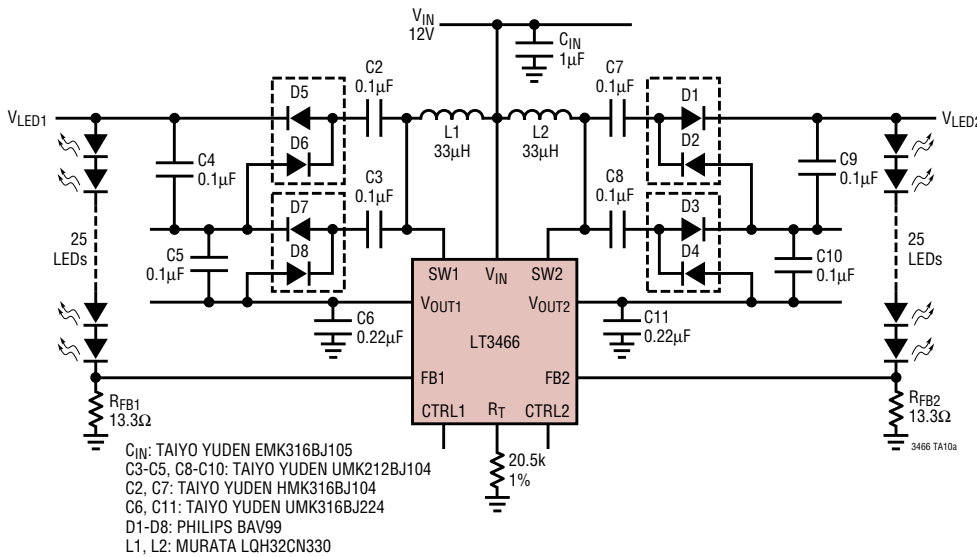 VIN
12V
CIN
1µF
C2
0.1µF
C7
0.1µF
D5
D1
VLED1
L1
33µH
L2
33µH
VLED2
D6
D2
C4
0.1µF
C3
0.1µF
C8
0.1µF
C9
0.1µF
D7
D3
25
LEDs
C5
0.1µF
D8
D4
C10
0.1µF
25
LEDs
SW1
VIN
SW2
VOUT1
VOUT2
C6
0.22µF
C11
0.22µF
LT3466
FB1
FB2
RFB1
13.3Ω
CTRL1
RT
CTRL2
RFB2
13.3Ω
3466 TA10a
20.5k
1%
CIN: TAIYO YUDEN EMK316BJ105
C3-C5, C8-C10: TAIYO YUDEN UMK212BJ104
C2, C7: TAIYO YUDEN HMK316BJ104
C6, C11: TAIYO YUDEN UMK316BJ224
D1-D8: PHILIPS BAV99
L1, L2: MURATA LQH32CN330